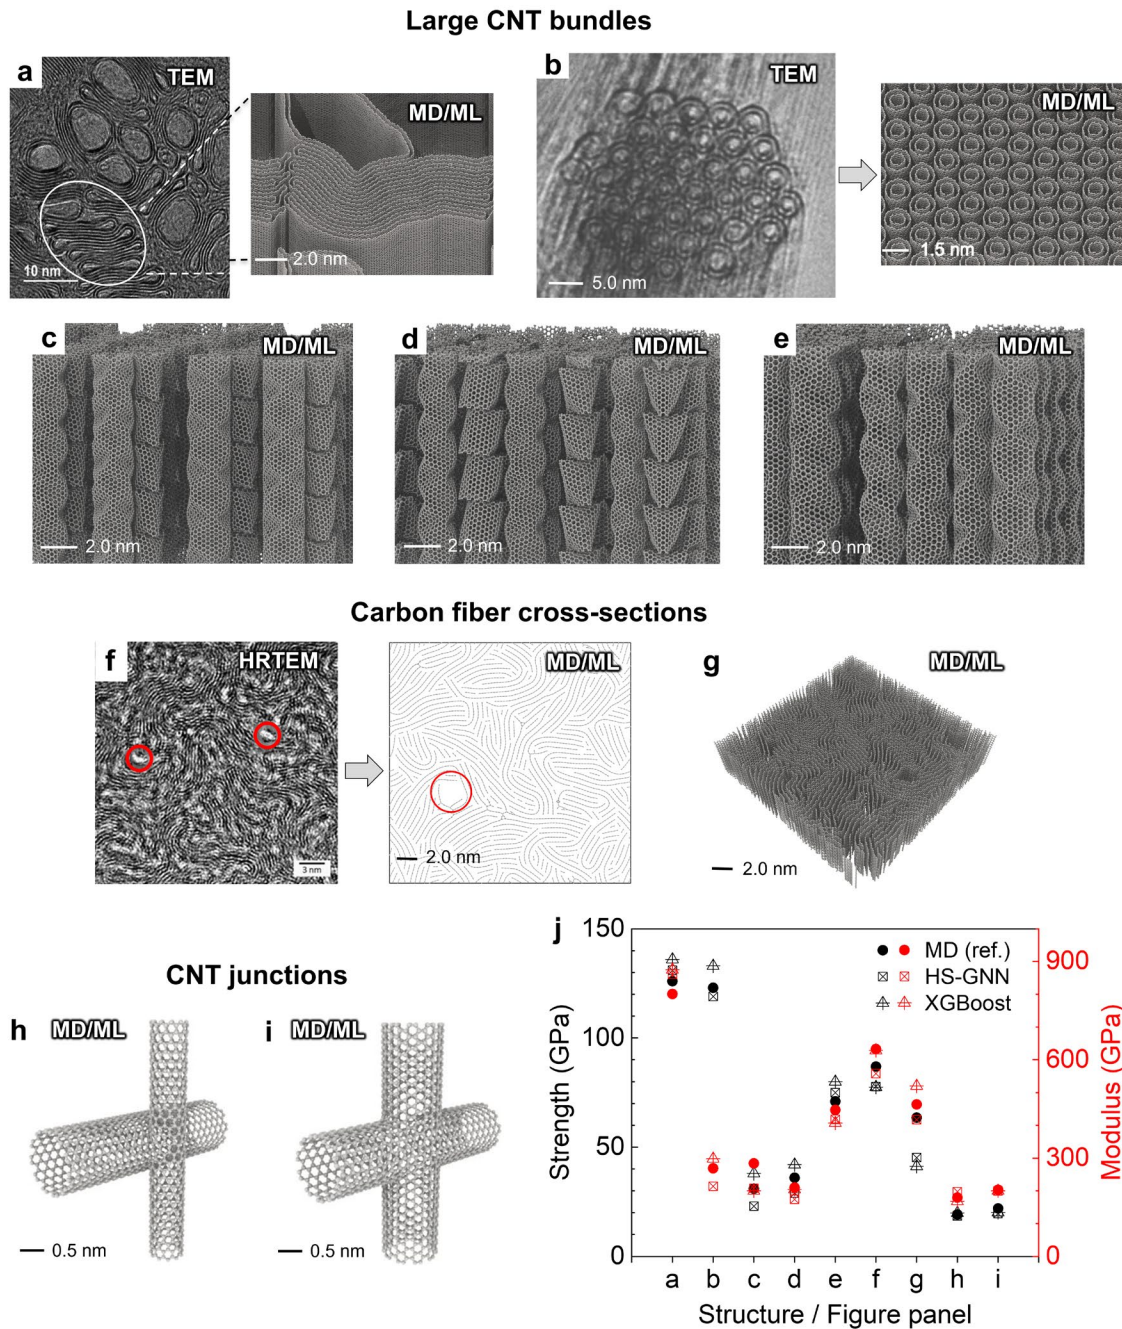 Large CNT bundles
a
TEM
10 nm
MD/ML
2.0 nm
b
TEM
5.0 nm
MD/ML
1.5 nm
c
MD/ML
2.0 nm
d
MD/ML
2.0 nm
e
MD/ML
2.0 nm
Carbon fiber cross-sections
f
HRTEM
3 nm
MD/ML
2.0 nm
g
MD/ML
2.0 nm
CNT junctions
h
MD/ML
0.5 nm
i
MD/ML
0.5 nm
j
150
100
50
0
Strength (GPa)
MD (ref.)
HS-GNN
XGBoost
900
600
300
0
Modulus (GPa)
a b c d e f g h i
Structure / Figure panel